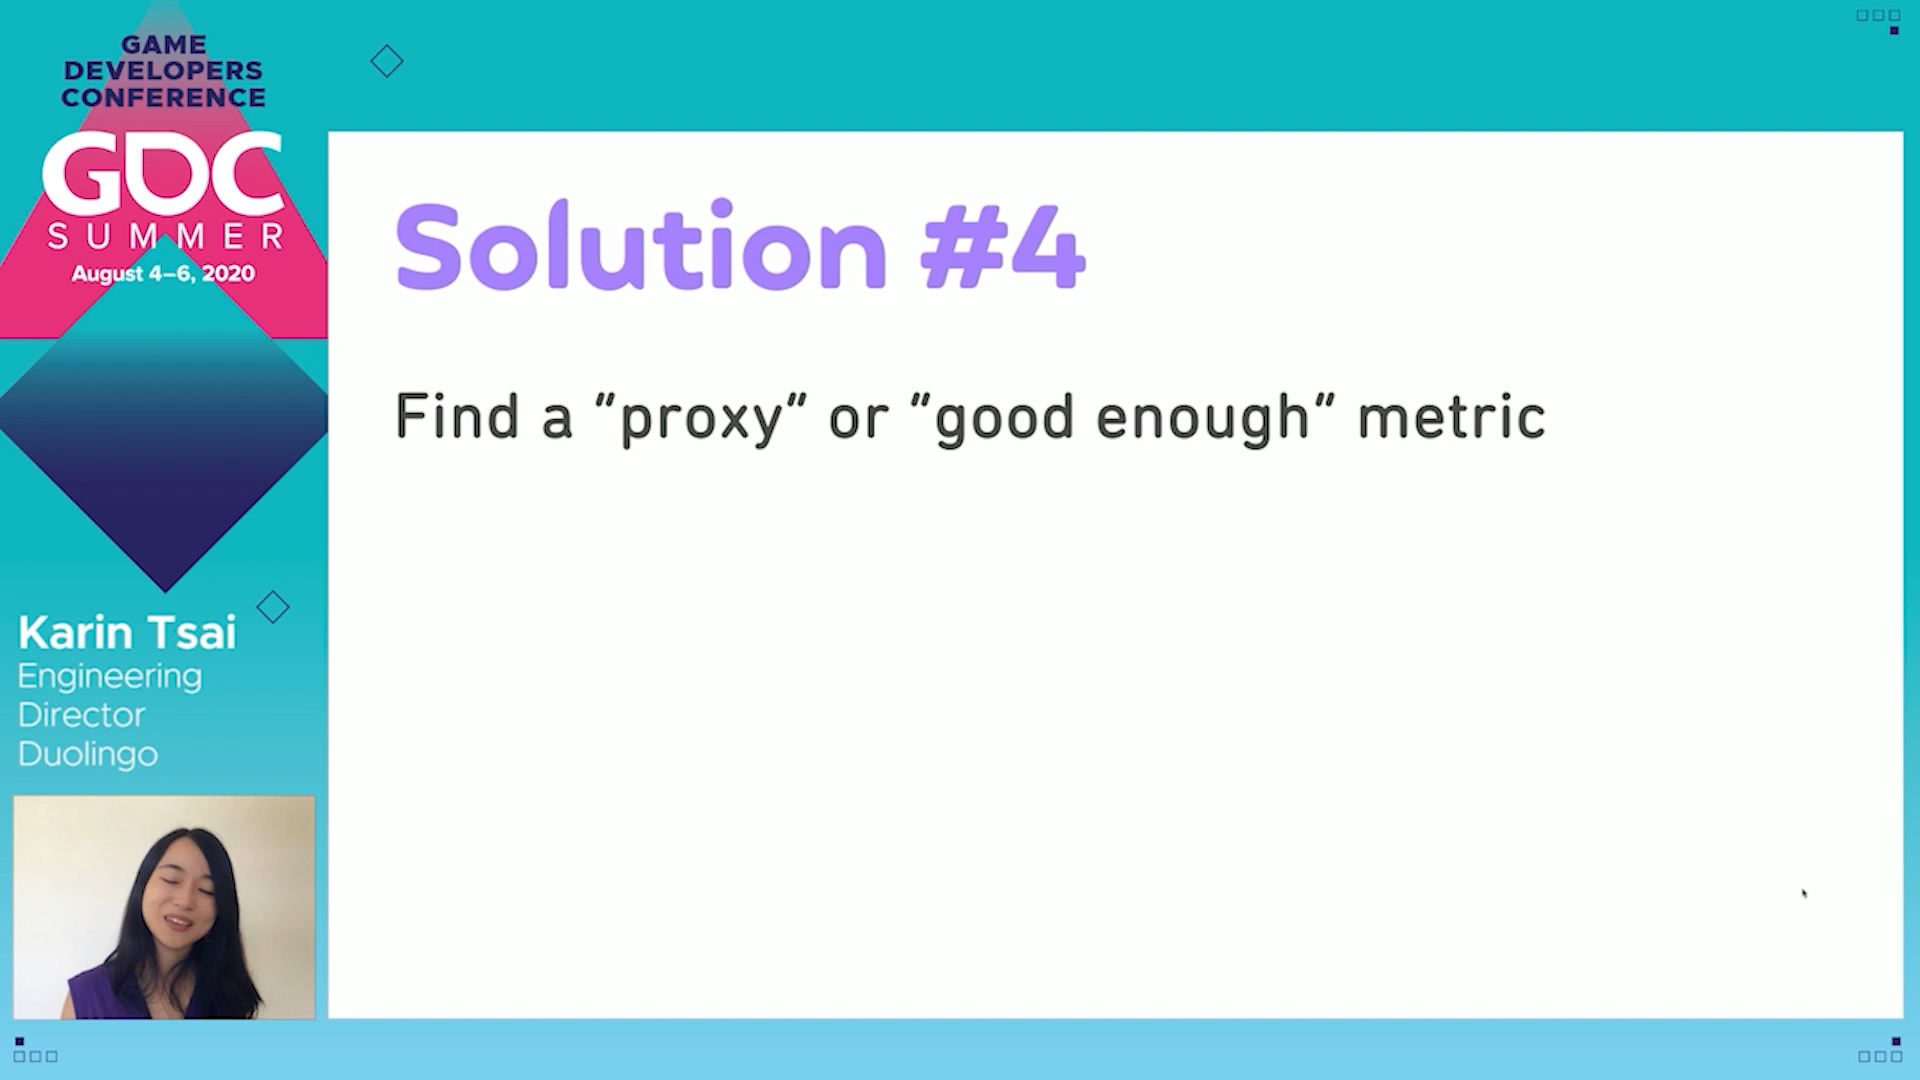 GAME
DEVELOPERS
CONFERENCE
GDC
SUMMER
August 4–6, 2020
Solution #4
Find a “proxy” or “good enough” metric
Karin Tsai
Engineering
Director
Duolingo